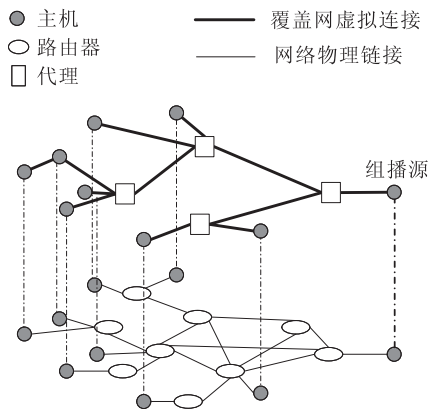 主机
覆盖网虚拟连接
路由器
网络物理链接
代理
组播源